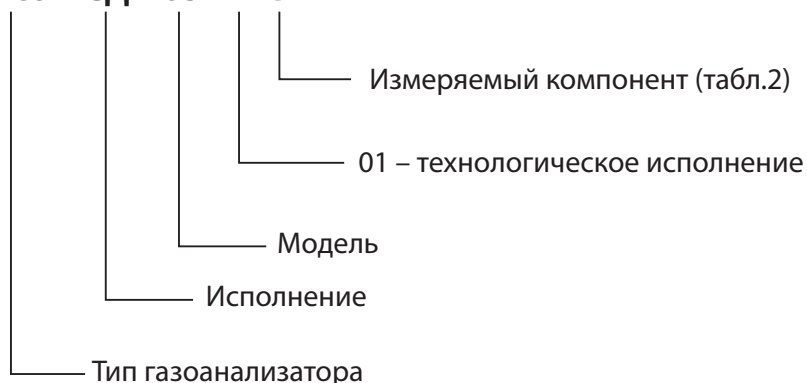 Измеряемый компонент (табл.2)
01 – технологическое исполнение
Модель
Исполнение
Тип газоанализатора